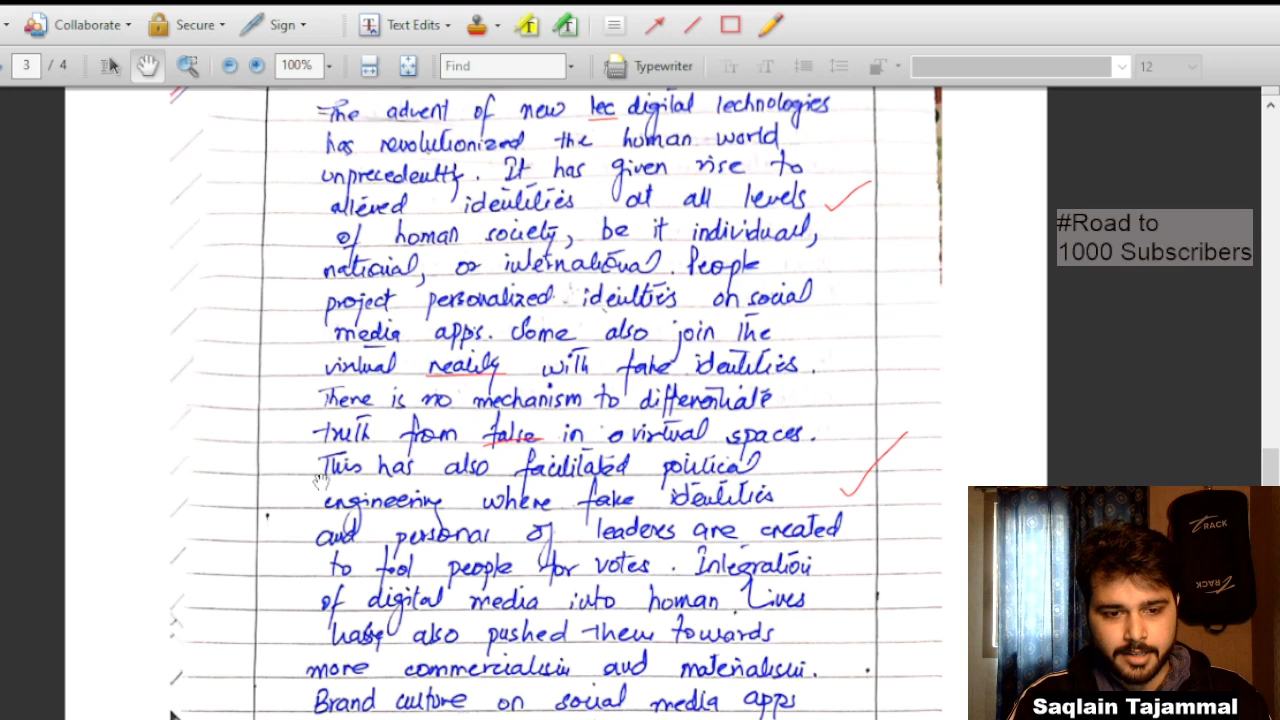 Collaborate Secure Sign Text Edits
3 / 4 100% Find Typewriter 12
The advent of new tec digital technologies
has revolutionized the human world
unprecedently. It has given rise to
altered identities at all levels
of human society, be it individual,
national, or international. People
project personalized identities on social
media apps. Some also join the
virtual reality with fake identities.
There is no mechanism to differentiate
truth from false in virtual spaces.
This has also facilitated political
engineering where fake identities
and personas of leaderes are created
to fool people for votes. Integration
of digital media into human lives
has also pushed them towards
more commercialism and materialism.
Brand culture on social media apps
#Road to
1000 Subscribers
TRACK
TRACK
Saqlain Tajammal